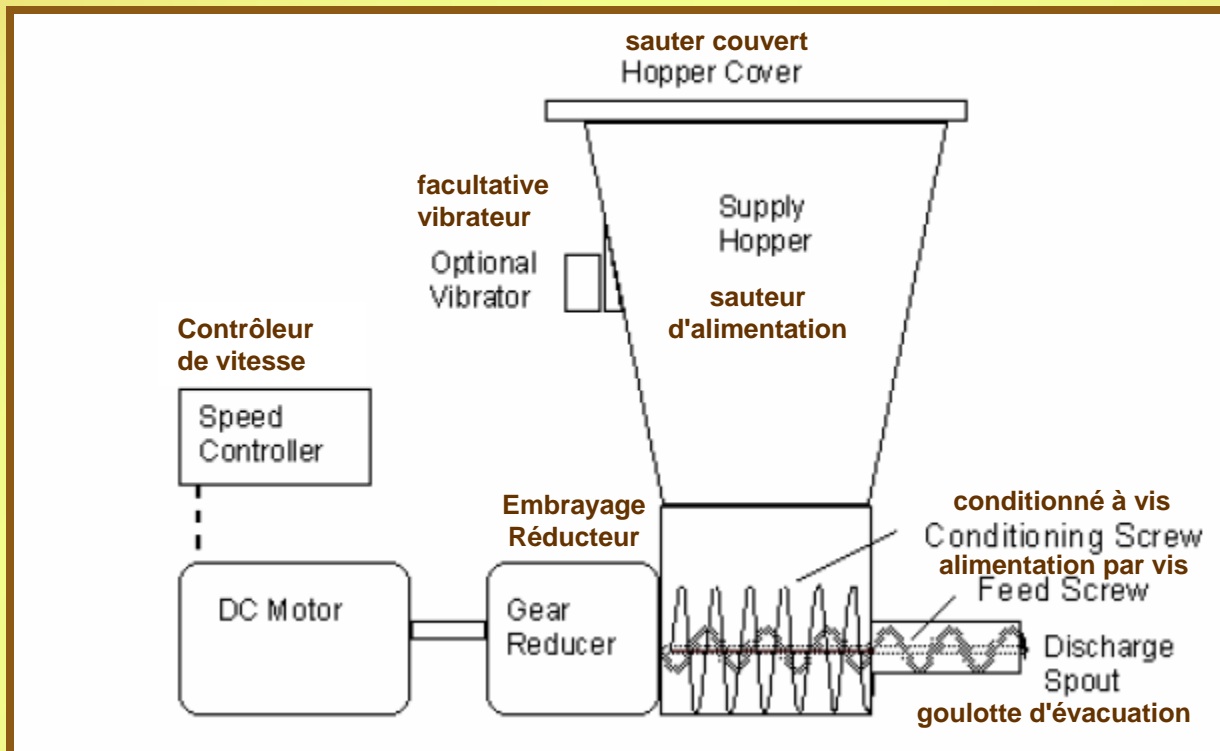 sauter couvert
Hopper Cover
facultative
vibrateur
Optional
Vibrator
Supply
Hopper
sauteur
d'alimentation
Contrôleur
de vitesse
Speed
Controller
Embrayage
Réducteur
conditionné à vis
Conditioning Screw
alimentation par vis
Feed Screw
DC Motor
Gear
Reducer
Discharge
Spout
goulotte d'évacuation